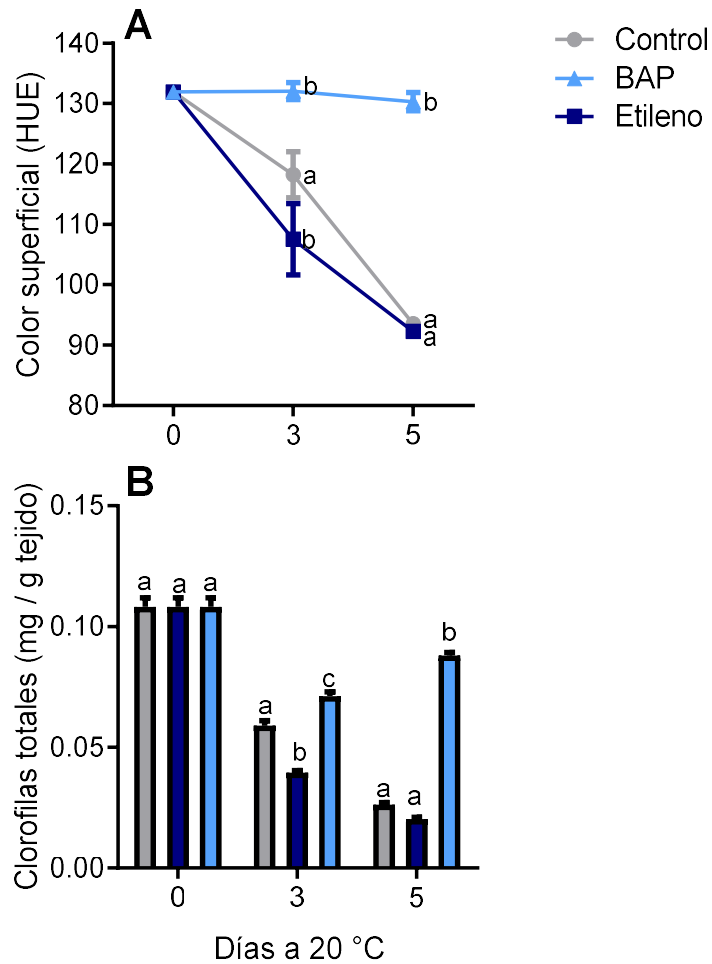 A
Control
BAP
Etileno
Color superficial (HUE)
140
130
120
110
100
90
80
b
b
a
b
a
a
0 3 5
B
Clorofilas totales (mg / g tejido)
0.15
0.10
0.05
0.00
a a a
a b c
a a b
0 3 5
Días a 20 °C